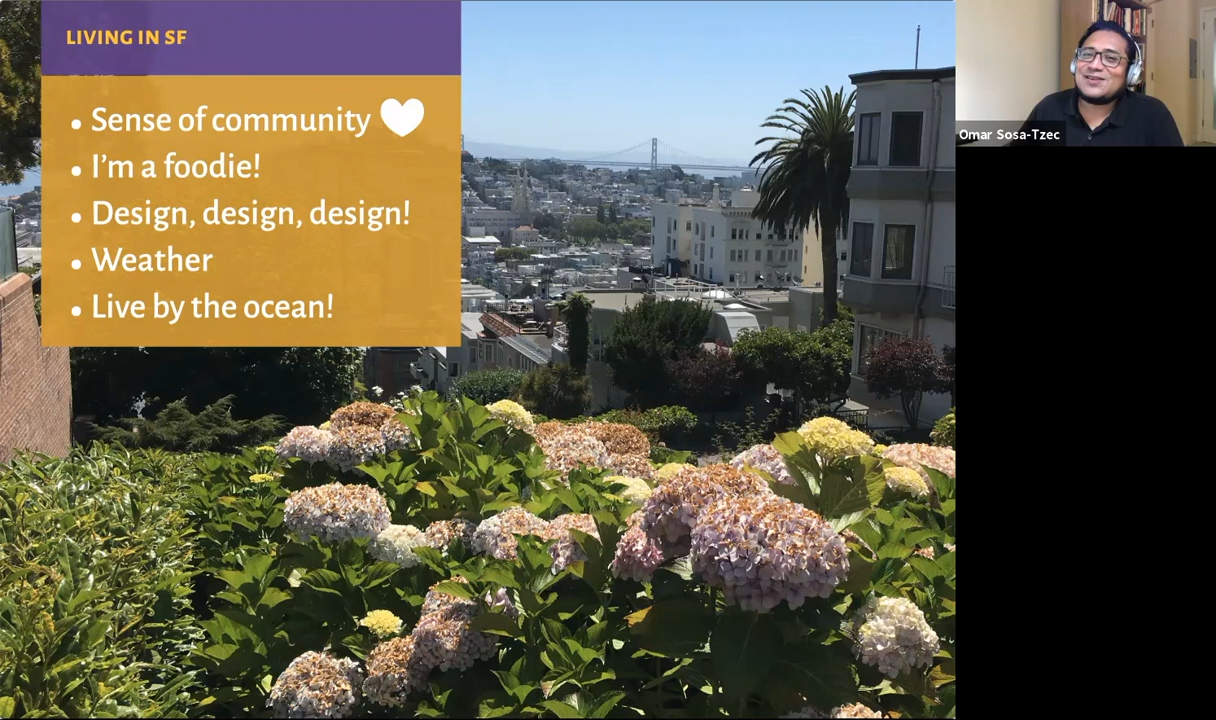 LIVING IN SF
• Sense of community
• I’m a foodie!
• Design, design, design!
• Weather
• Live by the ocean!
Omar Sosa-Tzec